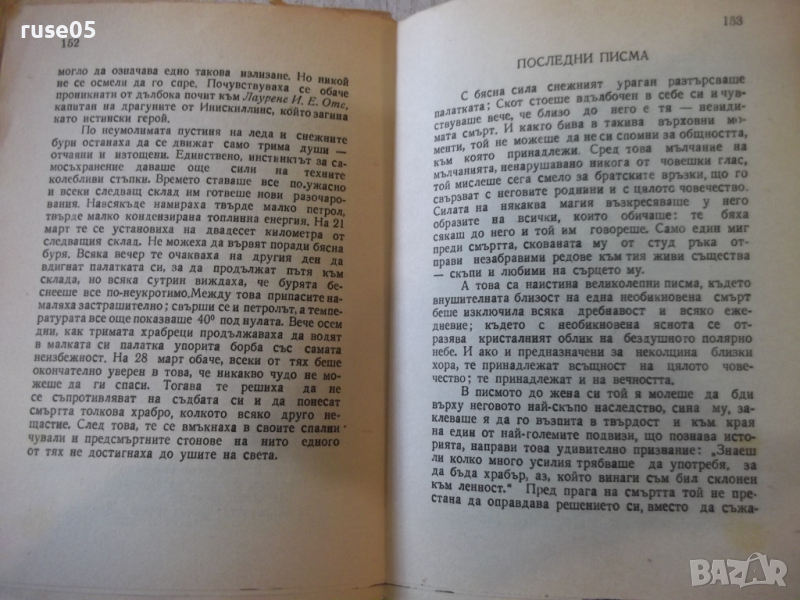 ruse05
152
могло да означава едно такова излизане. Но никой
не се осмели да го спре. Почувствуваха се обаче
проникнати от дълбока почит към Лауренс И. Е. Отс,
капитан на драгуните от Инискиллинс, който загина
като истински герой.
По неумолимата пустиня на леда и снежните
бури останаха да се движат само трима души —
отчаяни и изтощени. Единствено, инстинктът за са-
мосъхранение даваше още сили на техните
колебливи стъпки. Времето ставаше все по-ужасно
и всеки следващ склад им готвеше нови разочаро-
вания. Навсякъде намираха твърде малко петрол,
твърде малко кондензирана топлинна енергия. На 21
март те се установиха на двадесет километра от
следващия склад. Не можеха да вървят поради бясна
буря. Всяка вечер те очакваха на другия ден да
вдигнат палатката си, за да продължат пътя към
склада, но всяка сутрин виждаха, че бурята бе-
снееше все по-неукротимо. Между това припасите на-
маляха застрашително; свърши се и петролът, а темпе-
ратурата все още показваше 40° под нулата. Вече осем
дни, как тримата храбреци продължаваха да водят
в малката си палатка упорита борба със самата
неизбежност. На 28 март обаче, всеки от тях беше
окончателно уверен в това, че никакво чудо не мо-
жеше да ги спаси. Тогава те решиха да не
се съпротивляват на съдбата си и да понесат
смъртта толкова храбро, колкото всяко друго не-
щастие. След това, те се вмъкнаха в своите спални
чували и предсмъртните стонове на нито едного
от тях не достигнаха до ушите на света.
153
ПОСЛЕДНИ ПИСМА
С бясна сила снежният ураган разтърсваше
палатката: Скот стоеше вдълбочен в себе си и чув-
ствуваше вече, че близо до него е тя — невиди-
мата смърт. И както бива в такива върховни мо-
менти, той не можеше да не си спомни за общността,
към която принадлежи. Сред това мълчание на
мълчанията, ненарушавано никога от човешки глас,
той мислеше сега смело за братските връзки, що го
свързват с неговите роднини и с цялото човечество.
Силата на някаква магия възкресяваше у него
образите на всички, които обичаше: те бяха
сякаш до него и той им говореше. Само един миг
преди смъртта, скованата му от студ ръка от-
прави незабравими редове към тия живи същества
— скъпи и любими на сърцето му.
А това са наистина великолепни писма, където
внушителната близост на една необикновена смърт
беше изключила всяка дребнавост и всяко еже-
дневие; където с необикновена яснота се от-
разява кристалният облик на бездушното полярно
небе. И ако и предназначени за неколцина близки
хора, те принадлежат всъщност на цялото чове-
чество; те принадлежат и на вечността.
В писмото до жена си той я молеше да бди
върху неговото най-скъпо наследство, сина му, за-
клеваше я да го възпита в твърдост и към края
на един от най-големите подвизи, що познава исто-
рията, направи това удивително признание: „Знаеш
ли колко много усилия трябваше да употребя, за
да бъда храбър, аз, който винаги съм бил склонен
към леност.“ Пред прага на смъртта той не пре-
стана да оправдава решението си, вместо да съжа-
BAZAR